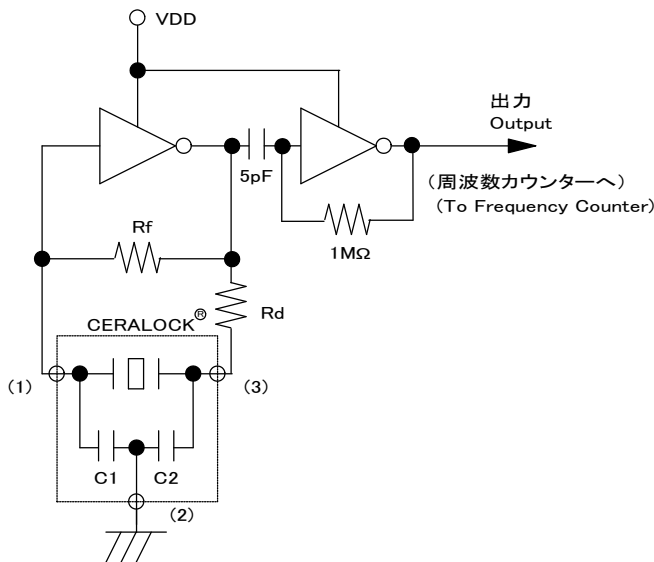 VDD
出力
Output
5pF
(周波数カウンターへ)
(To Frequency Counter)
Rf
1MΩ
Rd
CERALOCK®
(1)
(3)
C1
C2
(2)